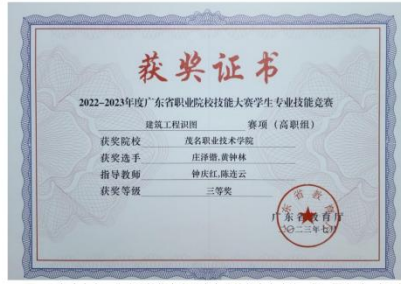 获奖证书
2022-2023年度广东省职业院校技能大赛学生专业技能竞赛
建筑工程识图 赛项（高职组）
获奖院校 茂名职业技术学院
获奖选手 庄泽锴,黄钟林
指导教师 钟庆红,陈连云
获奖等级 三等奖
广东省教育厅
二〇二三年七月